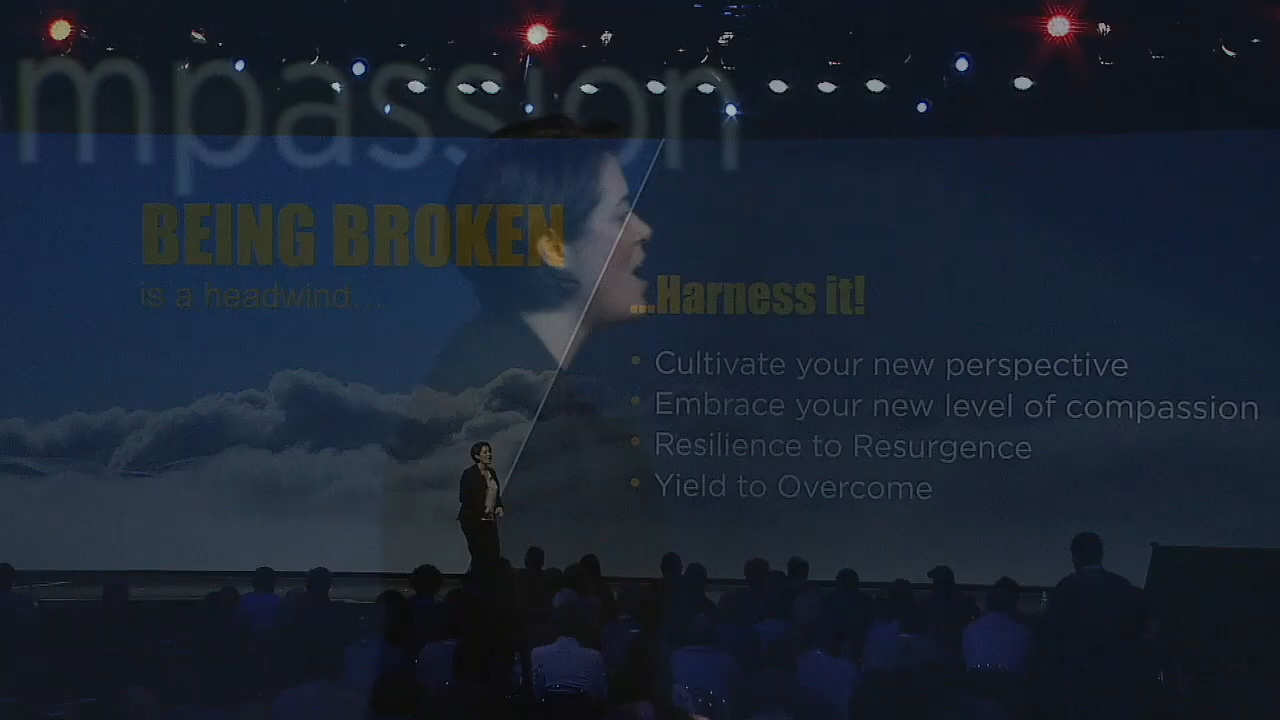 mpassion
BEING BROKEN
is a headwind...
...Harness it!
• Cultivate your new perspective
• Embrace your new level of compassion
• Resilience to Resurgence
• Yield to Overcome